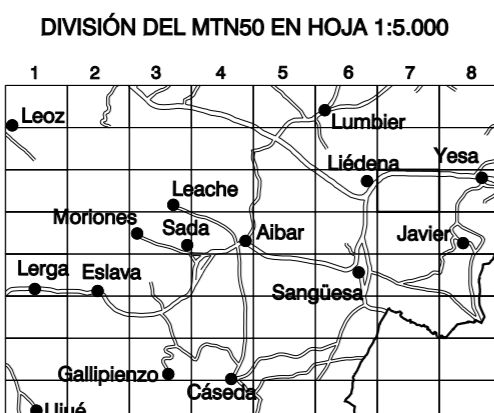 DIVISIÓN DEL MTN50 EN HOJA 1:5.000
1 2 3 4 5 6 7 8
Leoz
Lumbier
Liédena
Yesa
Leache
Moriones
Sada
Aibar
Javier
Lerga
Eslava
Sangüesa
Gallipienzo
Cáseda
Ujué